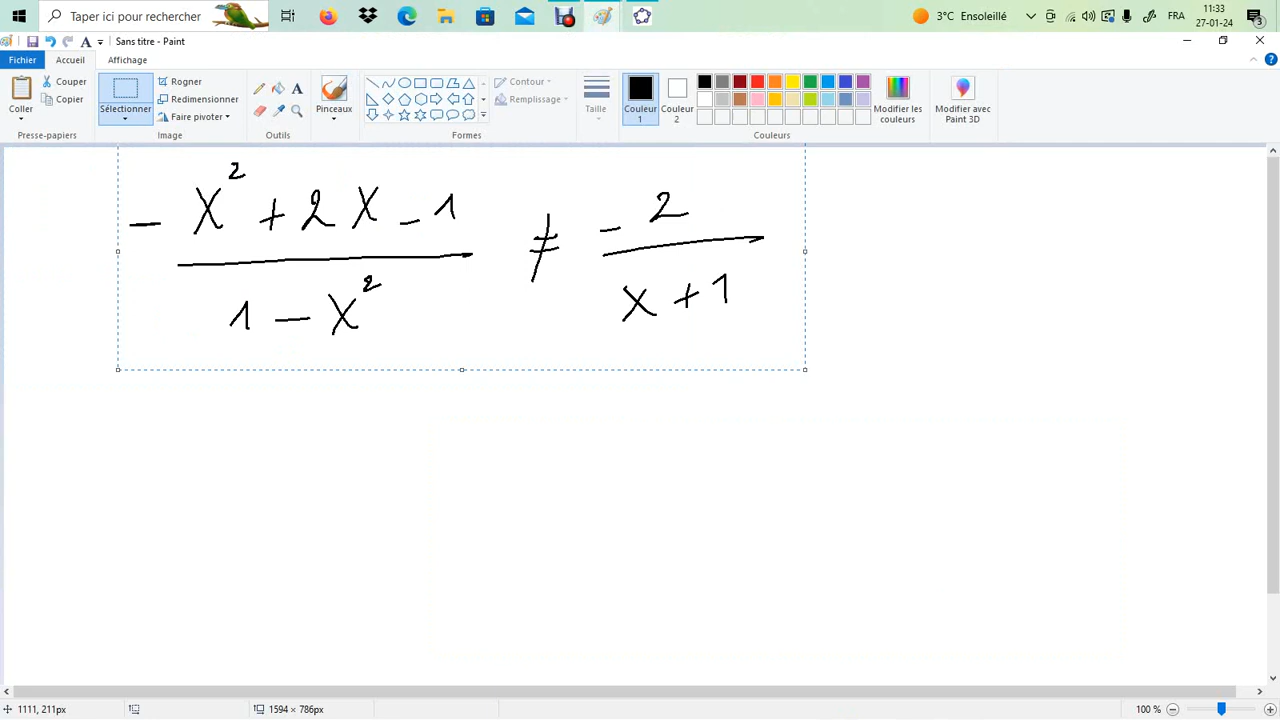 Taper ici pour rechercher
3°C Ensoleillé
FRA
11:33
27-01-24
3
Sans titre - Paint
Fichier
Accueil
Affichage
Coller
Couper
Copier
Presse-papiers
Sélectionner
Rogner
Redimensionner
Faire pivoter
Image
A
Outils
Pinceaux
Contour
Remplissage
Formes
Taille
Couleur 1
Couleur 2
Modifier les couleurs
Couleurs
Modifier avec Paint 3D
- X² + 2X - 1
1 - X²
≠
- 2
x + 1
1111, 211px
1594 × 786px
100 %